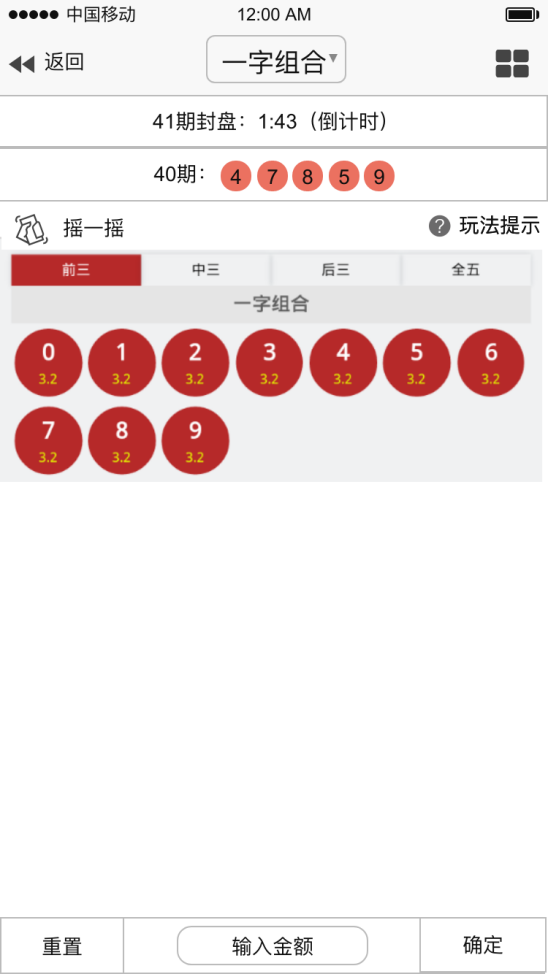 中国移动 12:00 AM
返回 一字组合
41期封盘：1:43（倒计时）
40期： 4 7 8 5 9
摇一摇 ? 玩法提示
前三 中三 后三 全五
一字组合
0 1 2 3 4 5 6
3.2 3.2 3.2 3.2 3.2 3.2 3.2
7 8 9
3.2 3.2 3.2
重置 输入金额 确定